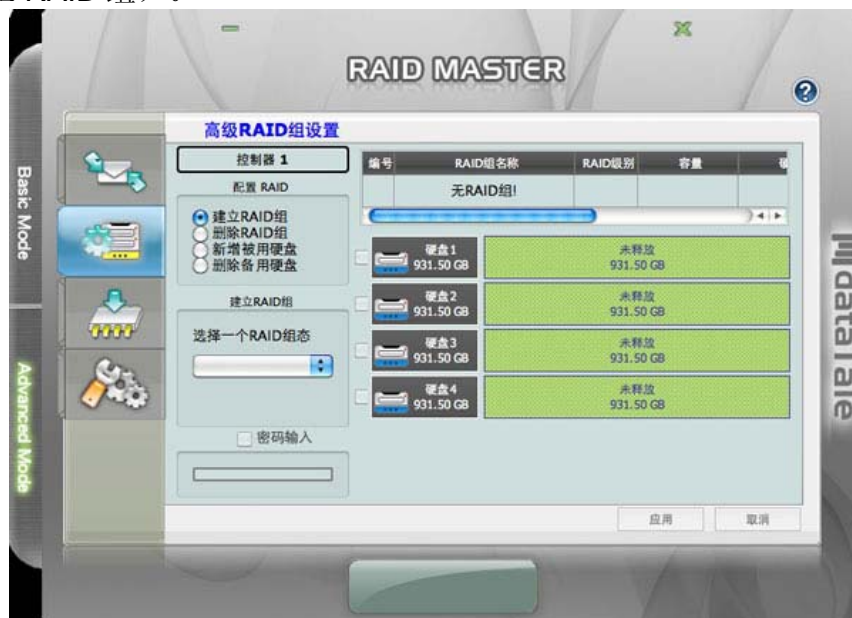 RAID MASTER
?
Basic Mode
Advanced Mode
高级RAID组设置
控制器 1
配置 RAID
建立RAID组
删除RAID组
新增被用硬盘
删除备用硬盘
建立RAID组
选择一个RAID组态
密码输入
编号 RAID组名称 RAID级别 容量
无RAID组!
硬盘1
931.50 GB
未释放
931.50 GB
硬盘2
931.50 GB
未释放
931.50 GB
硬盘3
931.50 GB
未释放
931.50 GB
硬盘4
931.50 GB
未释放
931.50 GB
应用
取消
dataTale